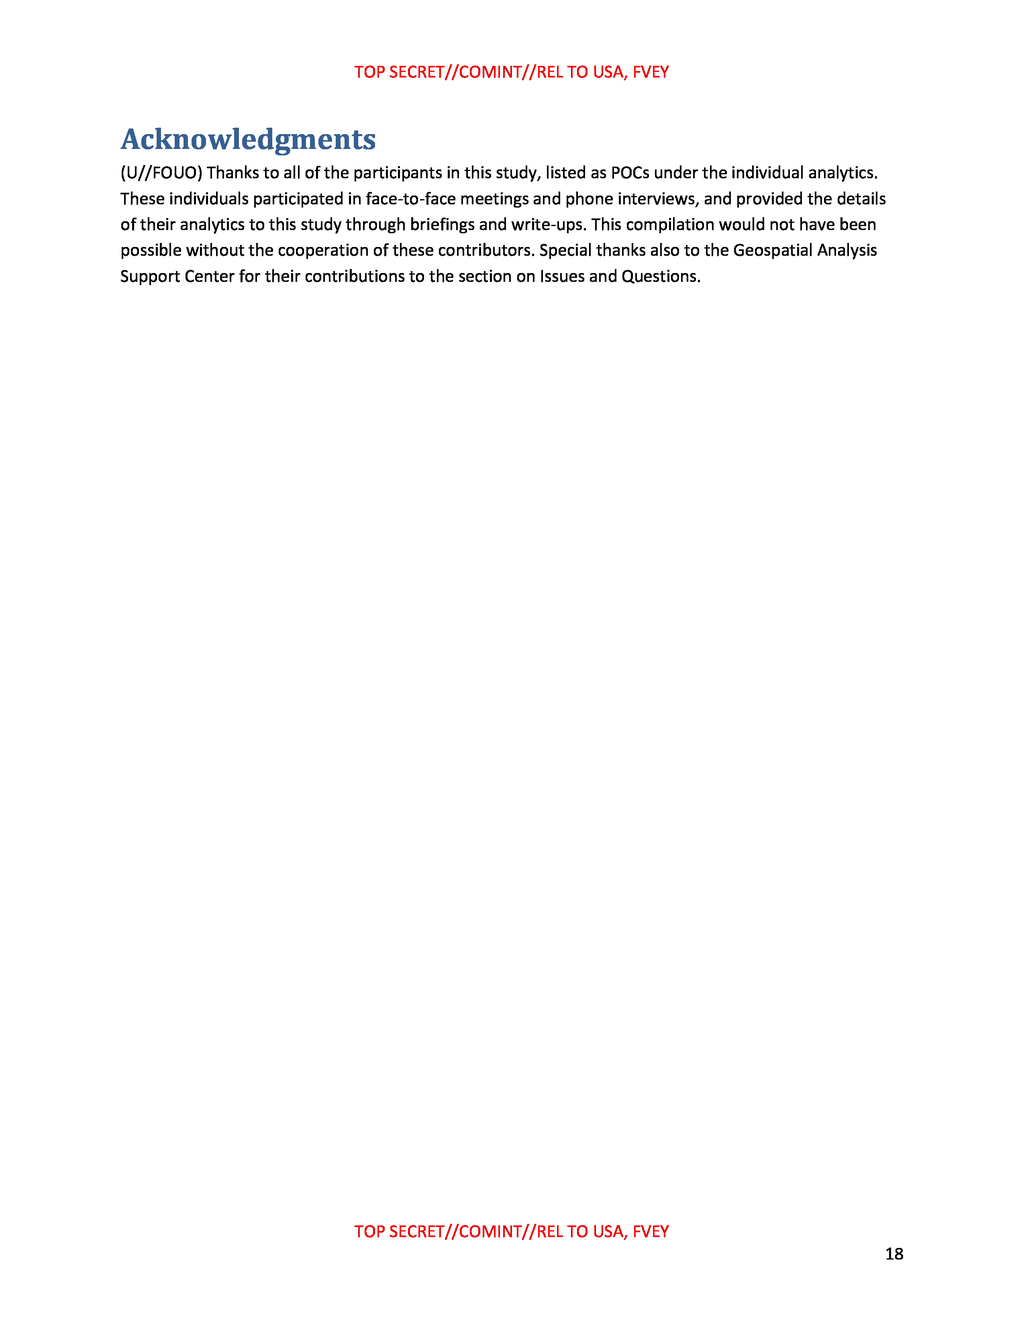 TOP SECRET//COMINT//REL TO USA, FVEY
Acknowledgments
(U//FOUO) Thanks to all of the participants in this study, listed as POCs under the individual analytics.
These individuals participated in face-to-face meetings and phone interviews, and provided the details
of their analytics to this study through briefings and write-ups. This compilation would not have been
possible without the cooperation of these contributors. Special thanks also to the Geospatial Analysis
Support Center for their contributions to the section on Issues and Questions.
TOP SECRET//COMINT//REL TO USA, FVEY
18